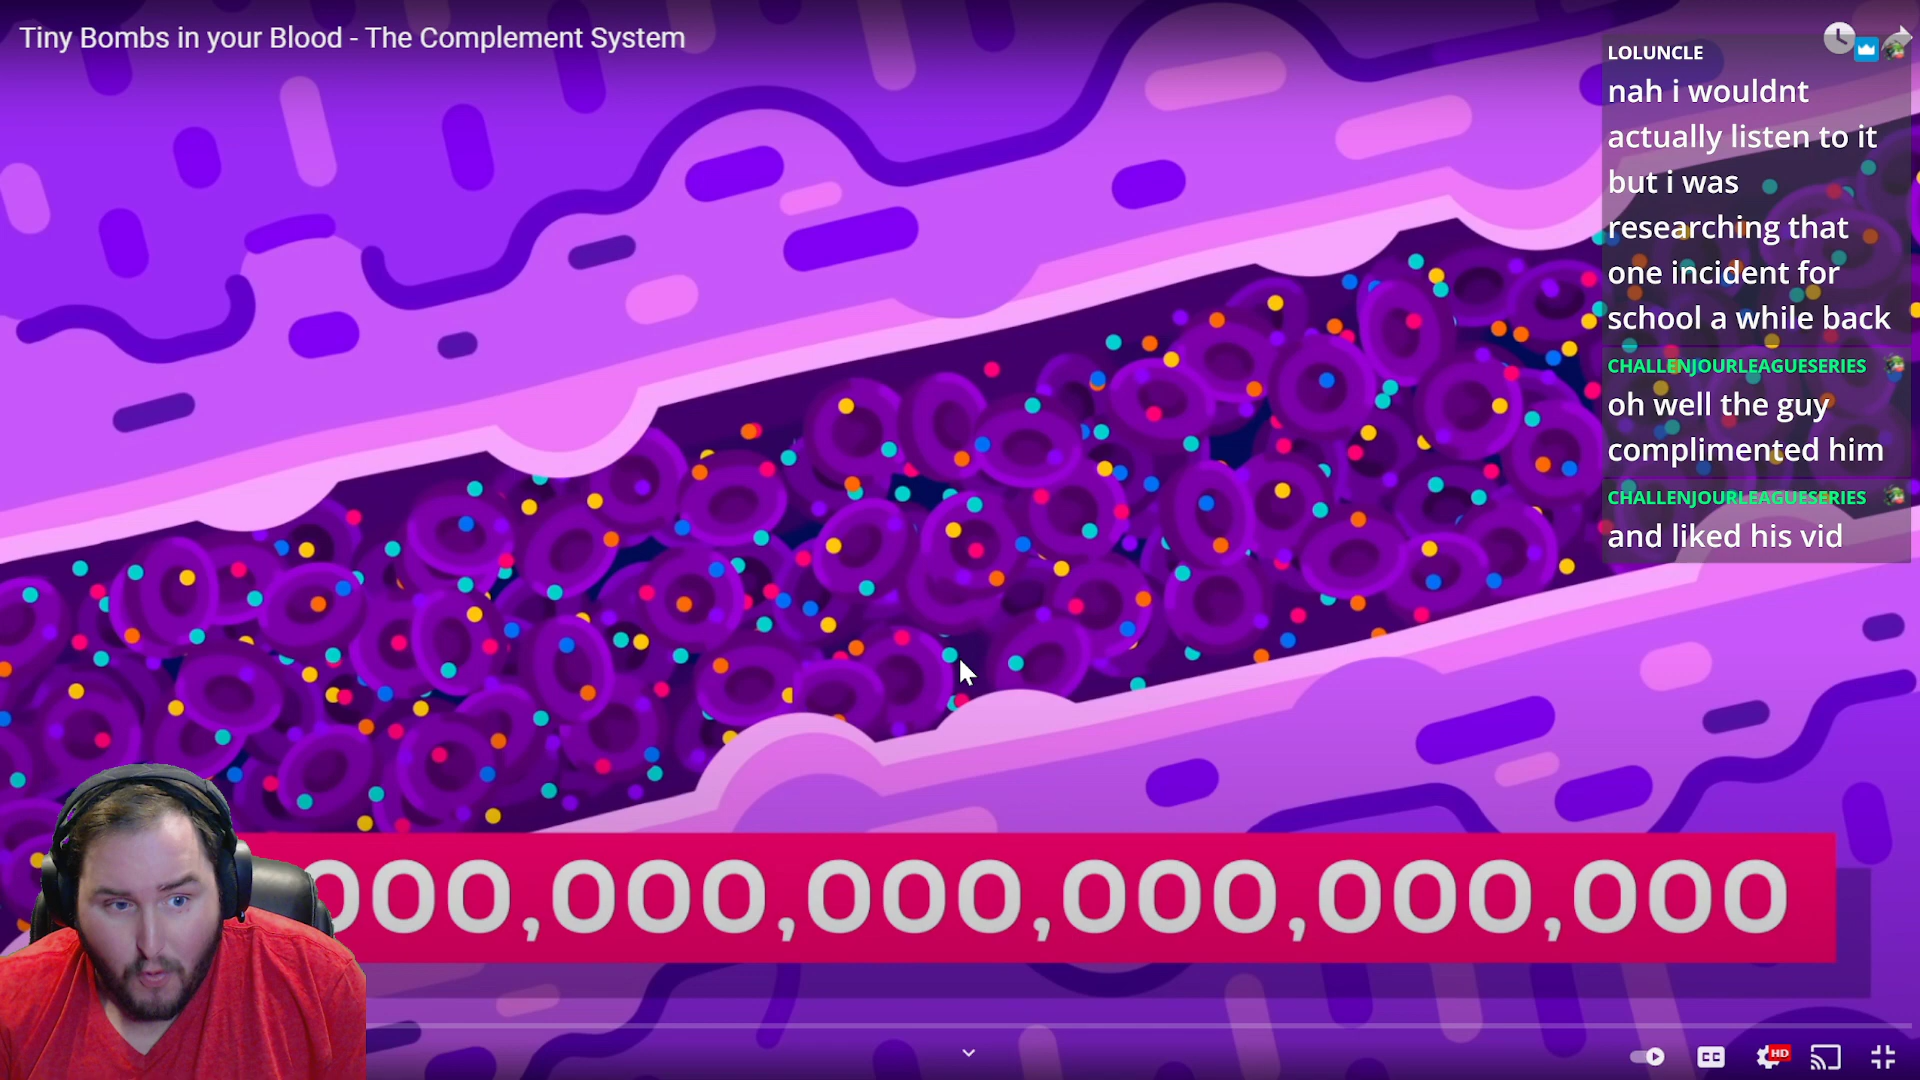 Tiny Bombs in your Blood - The Complement System
LOLUNCLE
nah i wouldnt
actually listen to it
but i was
researching that
one incident for
school a while back
CHALLENJOURLEAGUESERIES
oh well the guy
complimented him
CHALLENJOURLEAGUESERIES
and liked his vid
000,000,000,000,000,000
CC
HD